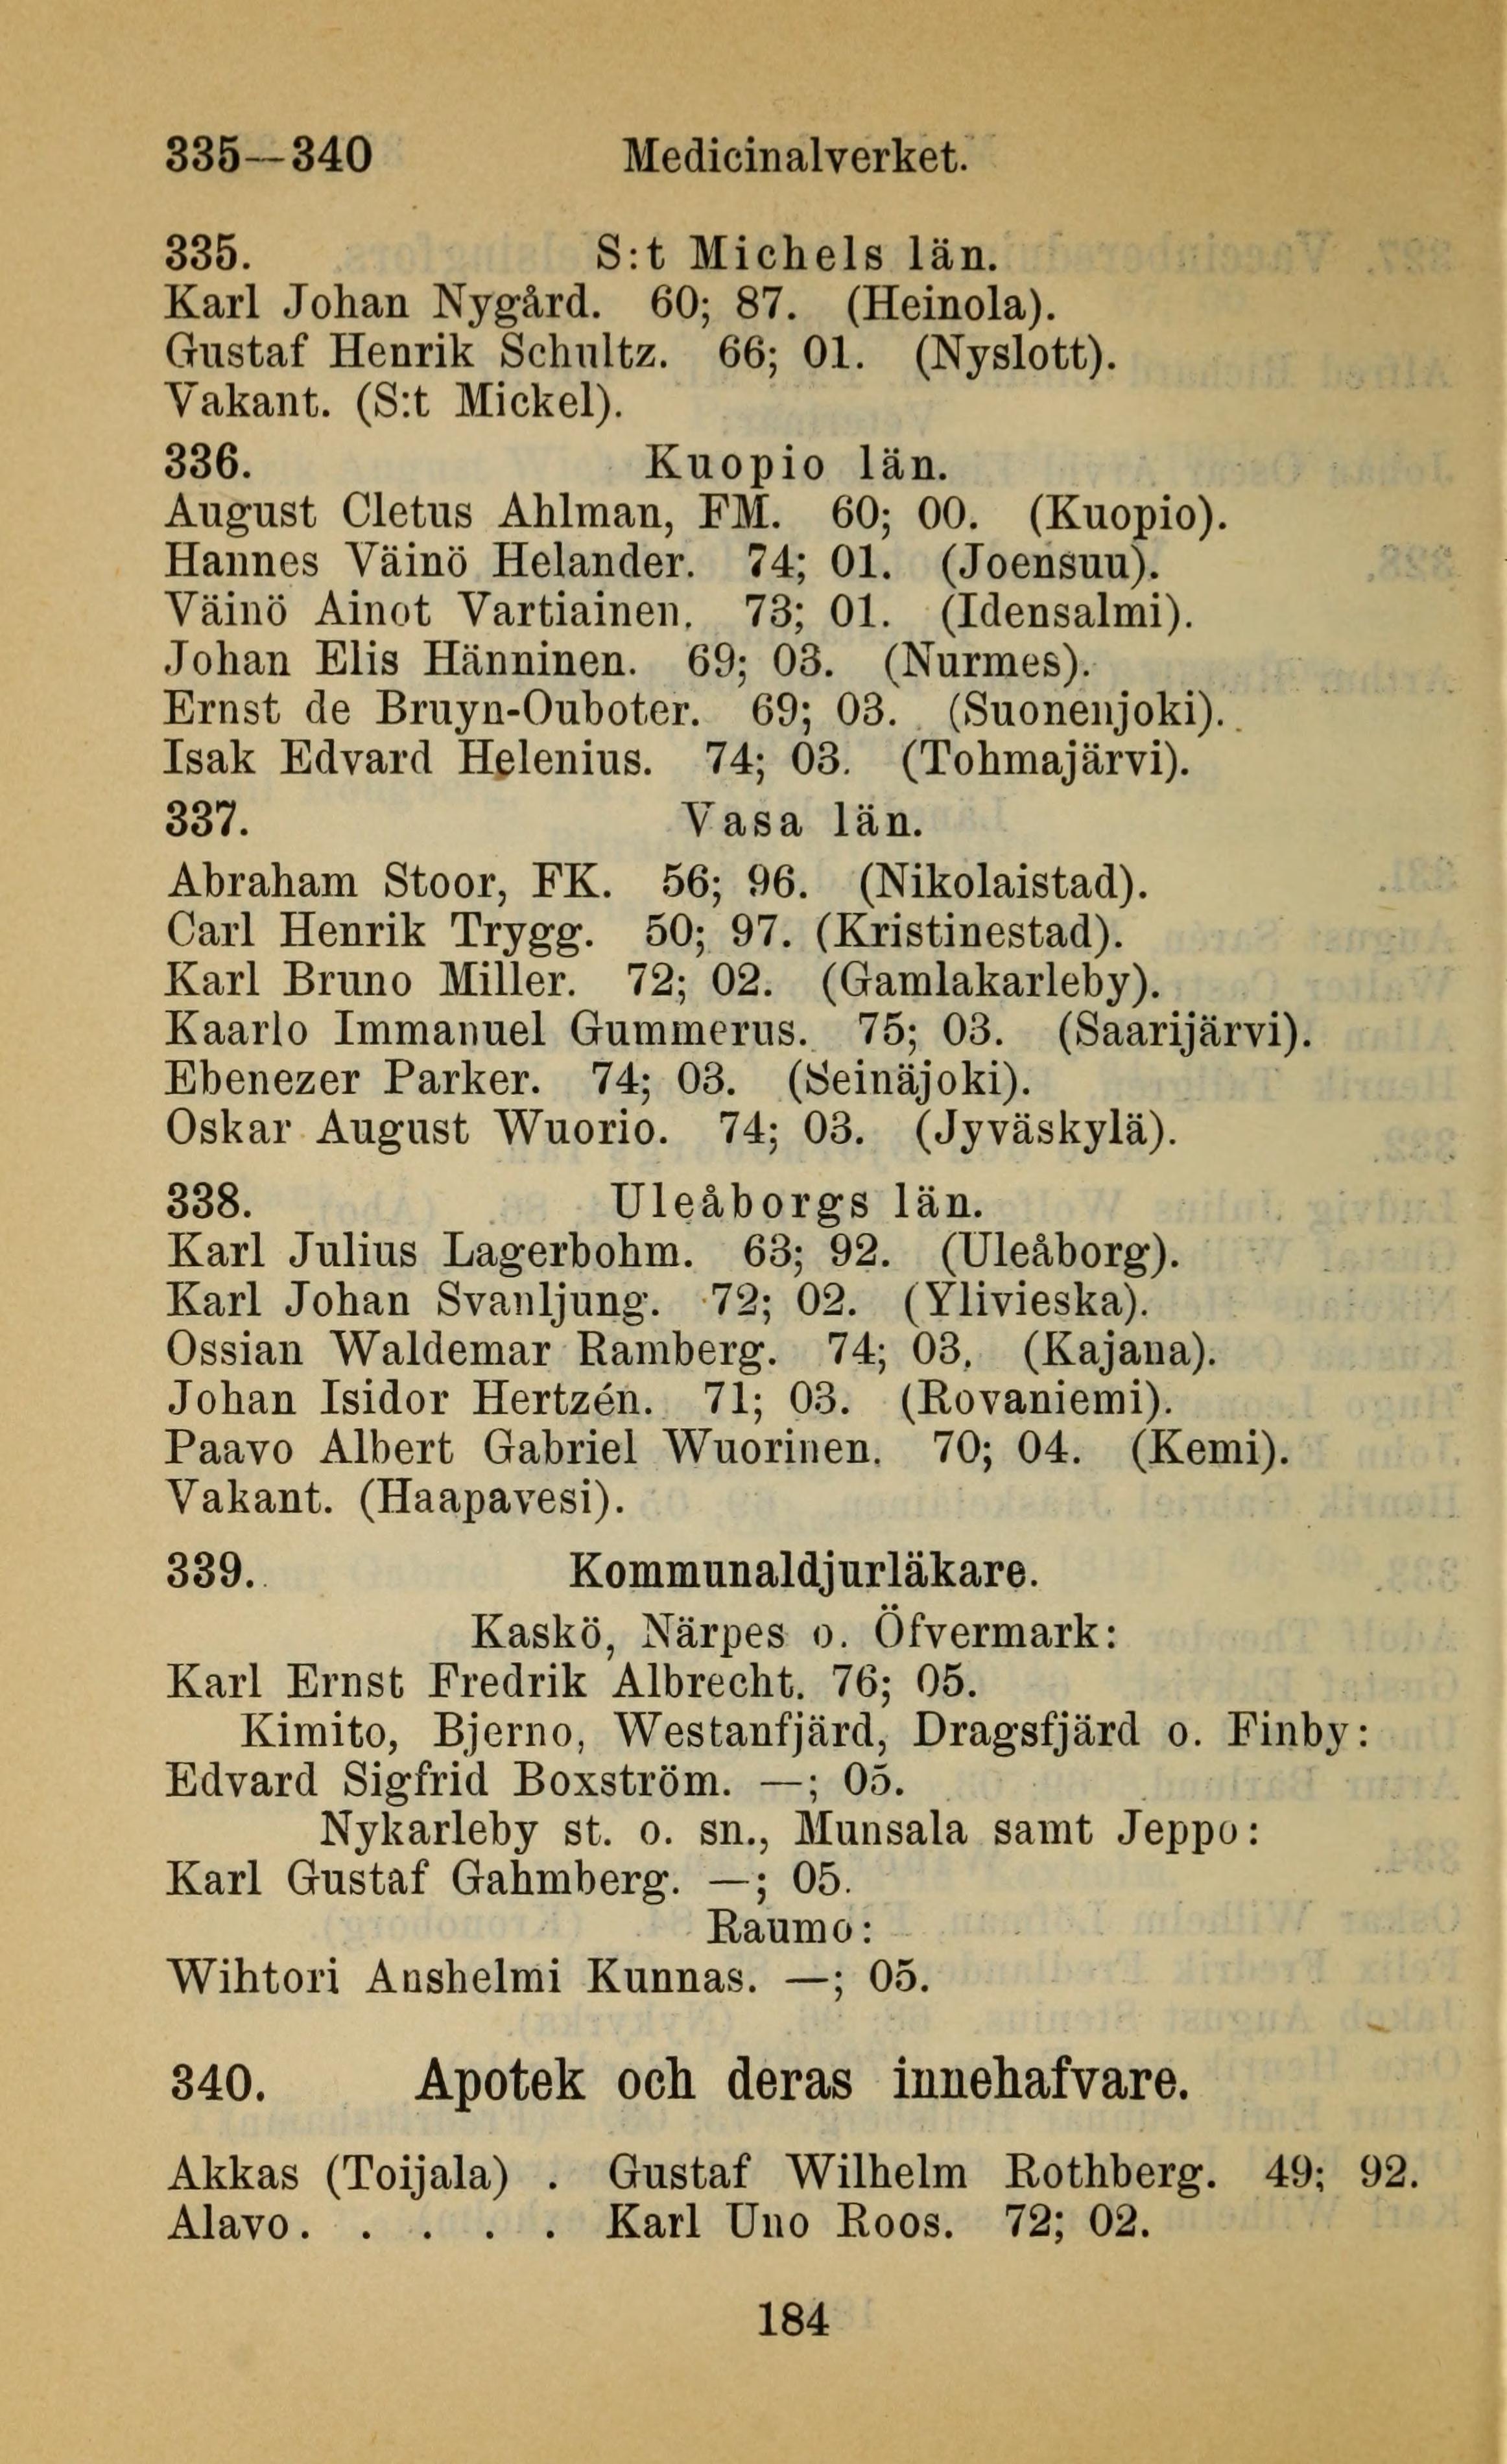 335—340 Medicinalverket.
335. S:t Michels län.
Karl Johan Nygård. 60; 87. (Heinola).
Gustaf Henrik Schultz. 66; 01. (Nyslott).
Vakant. (S:t Mickel).
336. Kuopio län.
August Cletus Ahlman, FM. 60; 00. (Kuopio).
Hannes Väinö Helander. 74; 01. (Joensuu).
Väinö Ainot Vartiainen. 73; 01. (Idensalmi).
Johan Elis Hänninen. 69; 03. (Nurmes).
Ernst de Bruyn-Ouboter. 69; 03. (Suonenjoki).
Isak Edvard Helenius. 74; 03. (Tohmajärvi).
337. Vasa län.
Abraham Stoor, FK. 56; 96. (Nikolaistad).
Carl Henrik Trygg. 50; 97. (Kristinestad).
Karl Bruno Miller. 72; 02. (Gamlakarleby).
Kaarlo Immanuel Gummerus. 75; 03. (Saarijärvi).
Ebenezer Parker. 74; 03. (Seinäjoki).
Oskar August Wuorio. 74; 03. (Jyväskylä).
338. Uleåborgs län.
Karl Julius Lagerbohm. 63; 92. (Uleåborg).
Karl Johan Svanljung. 72; 02. (Ylivieska).
Ossian Waldemar Ramberg. 74; 03. (Kajana).
Johan Isidor Hertzén. 71; 03. (Rovaniemi).
Paavo Albert Gabriel Wuorinen. 70; 04. (Kemi).
Vakant. (Haapavesi).
339. Kommunaldjurläkare.
Kaskö, Närpes o. Öfvermark:
Karl Ernst Fredrik Albrecht. 76; 05.
Kimito, Bjerno, Westanfjärd, Dragsfjärd o. Finby:
Edvard Sigfrid Boxström. —; 05.
Nykarleby st. o. sn., Munsala samt Jeppo:
Karl Gustaf Gahmberg. —; 05.
Raumo:
Wihtori Anshelmi Kunnas. —; 05.
340. Apotek och deras innehafvare.
Akkas (Toijala) . Gustaf Wilhelm Rothberg. 49; 92.
Alavo . . . . . Karl Uno Roos. 72; 02.
184